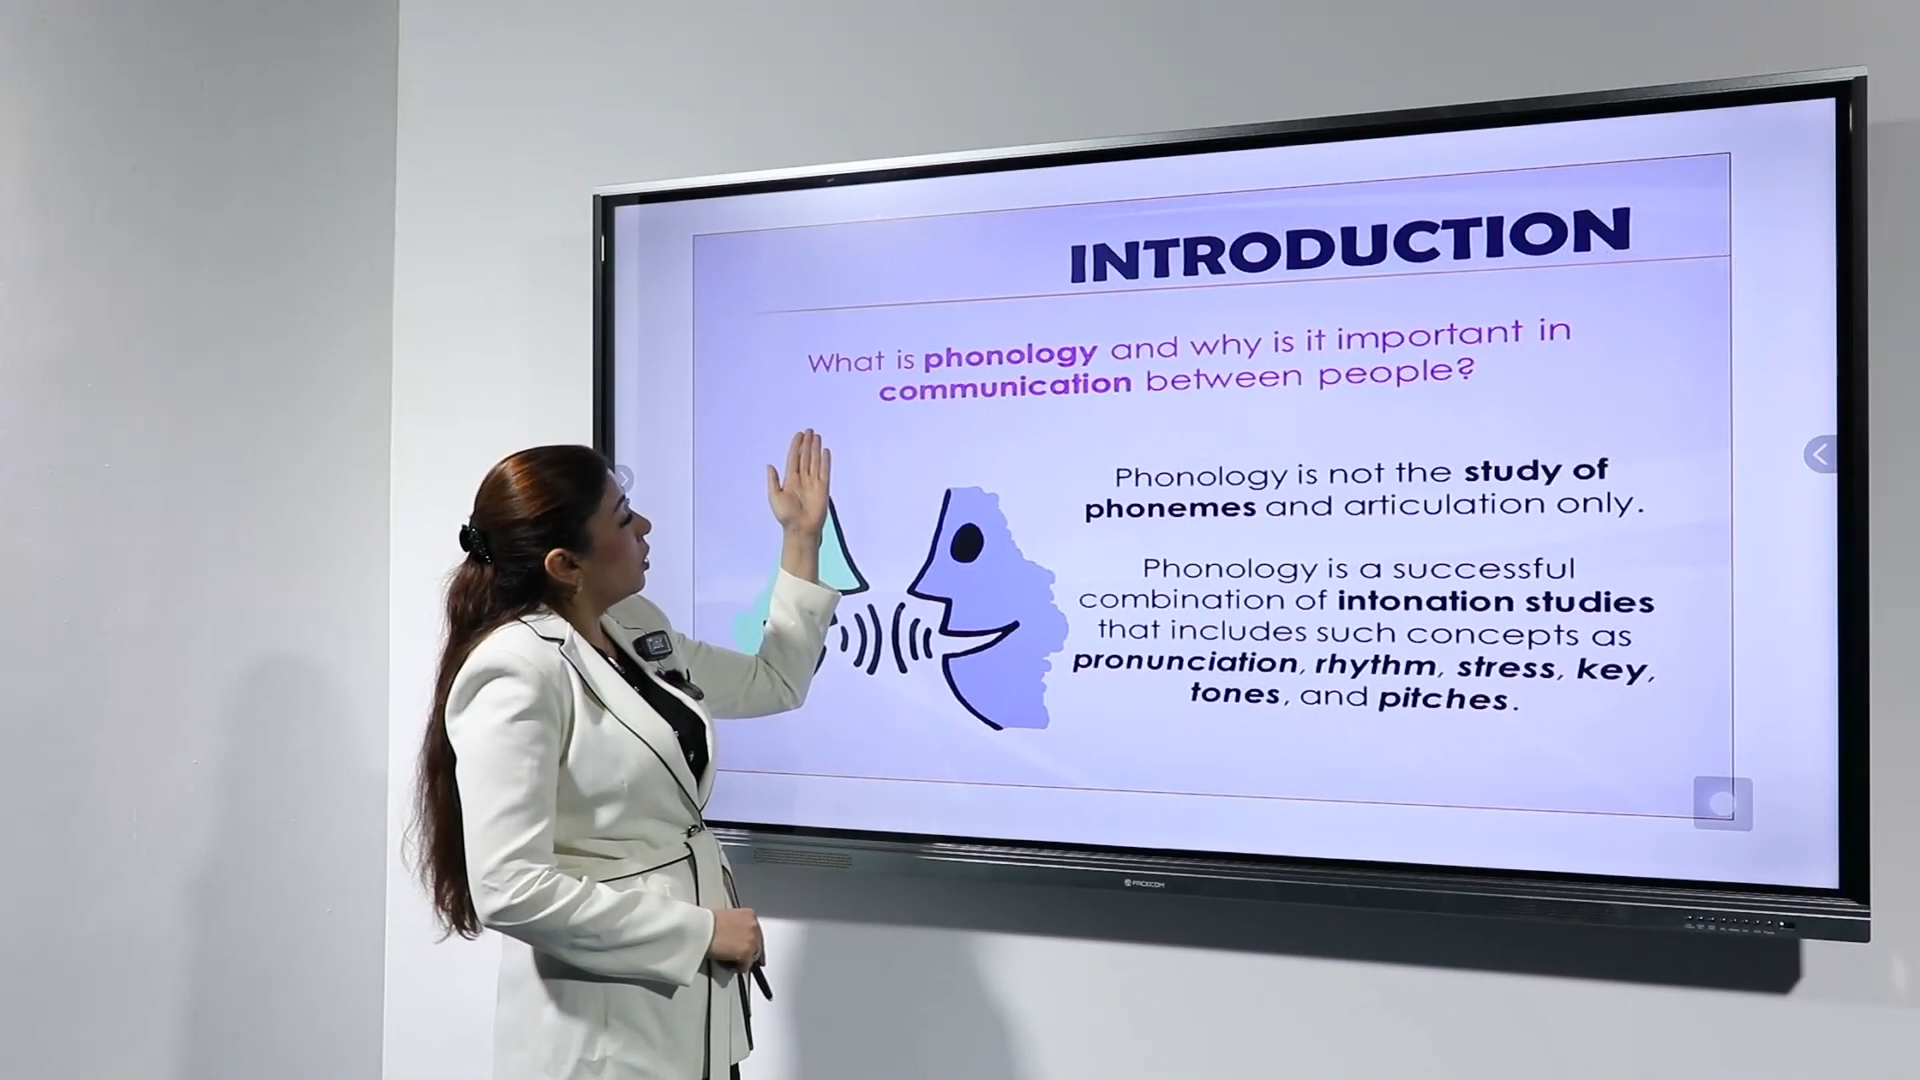 INTRODUCTION
What is phonology and why is it important in
communication between people?
Phonology is not the study of
phonemes and articulation only.
Phonology is a successful
combination of intonation studies
that includes such concepts as
pronunciation, rhythm, stress, key,
tones, and pitches.
FACECOM